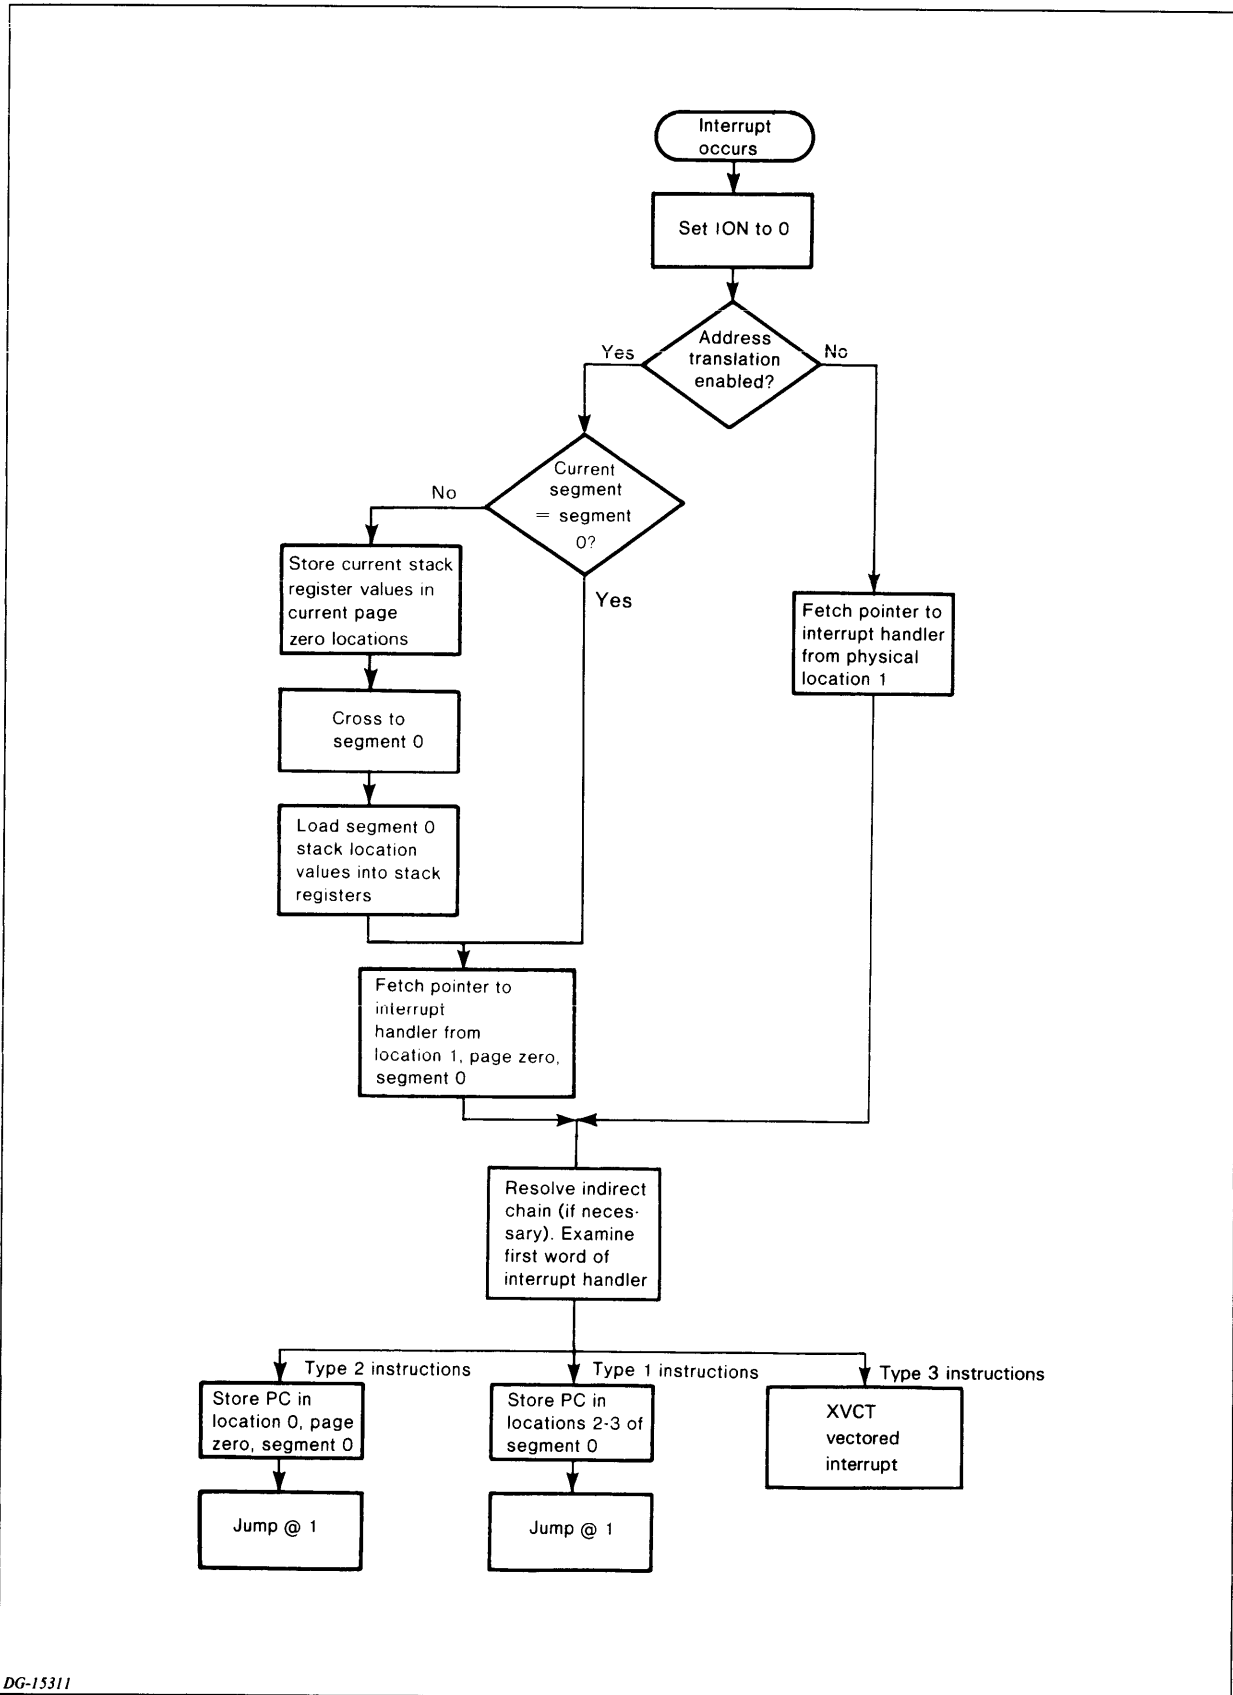 Interrupt
occurs
Set ION to 0
Address
translation
enabled?
Yes
No
Current
segment
= segment
0?
No
Yes
Store current stack
register values in
current page
zero locations
Fetch pointer to
interrupt handler
from physical
location 1
Cross to
segment 0
Load segment 0
stack location
values into stack
registers
Fetch pointer to
interrupt
handler from
location 1, page zero,
segment 0
Resolve indirect
chain (if neces-
sary). Examine
first word of
interrupt handler
Type 2 instructions
Type 1 instructions
Type 3 instructions
Store PC in
location 0, page
zero, segment 0
Store PC in
locations 2-3 of
segment 0
XVCT
vectored
interrupt
Jump @ 1
Jump @ 1
DG-15311